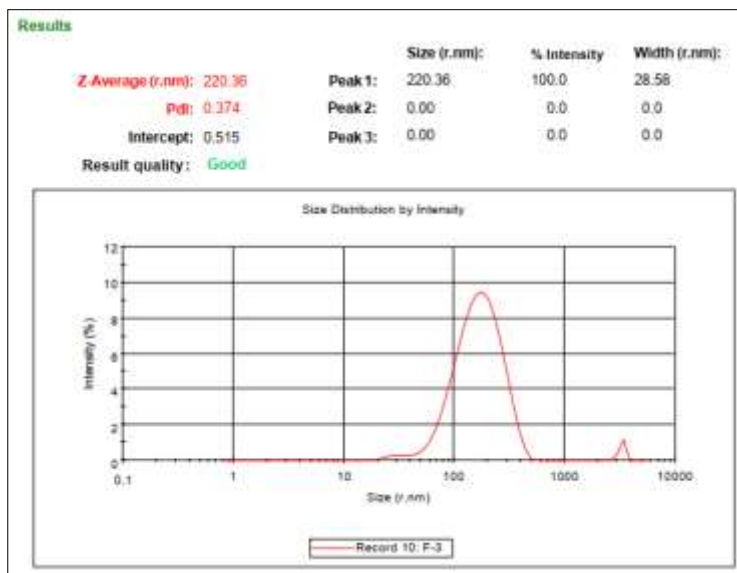 Results
Size (r.nm): % Intensity Width (r.nm):
Z-Average (r.nm): 220.36 Peak 1: 220.36 100.0 28.58
PdI: 0.374 Peak 2: 0.00 0.0 0.0
Intercept: 0.515 Peak 3: 0.00 0.0 0.0
Result quality: Good
Size Distribution by Intensity
12
10
8
6
4
2
0
Intensity (%)
0.1 1 10 100 1000 10000
Size (r.nm)
Record 10: F-3